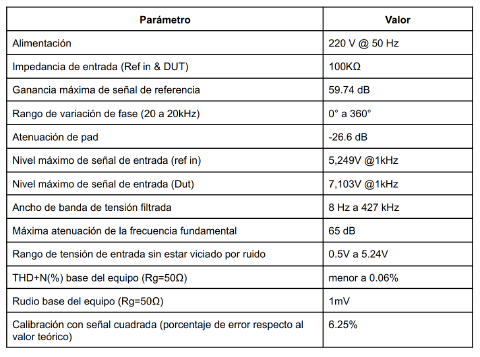 Parámetro Valor
Alimentación 220 V @ 50 Hz
Impedancia de entrada (Ref in & DUT) 100KΩ
Ganancia máxima de señal de referencia 59.74 dB
Rango de variación de fase (20 a 20kHz) 0° a 360°
Atenuación de pad -26.6 dB
Nivel máximo de señal de entrada (ref in) 5,249V @1kHz
Nivel máximo de señal de entrada (Dut) 7,103V @1kHz
Ancho de banda de tensión filtrada 8 Hz a 427 kHz
Máxima atenuación de la frecuencia fundamental 65 dB
Rango de tensión de entrada sin estar viciado por ruido 0.5V a 5.24V
THD+N(%) base del equipo (Rg=50Ω) menor a 0.06%
Rudio base del equipo (Rg=50Ω) 1mV
Calibración con señal cuadrada (porcentaje de error respecto al 6.25%
valor teórico)